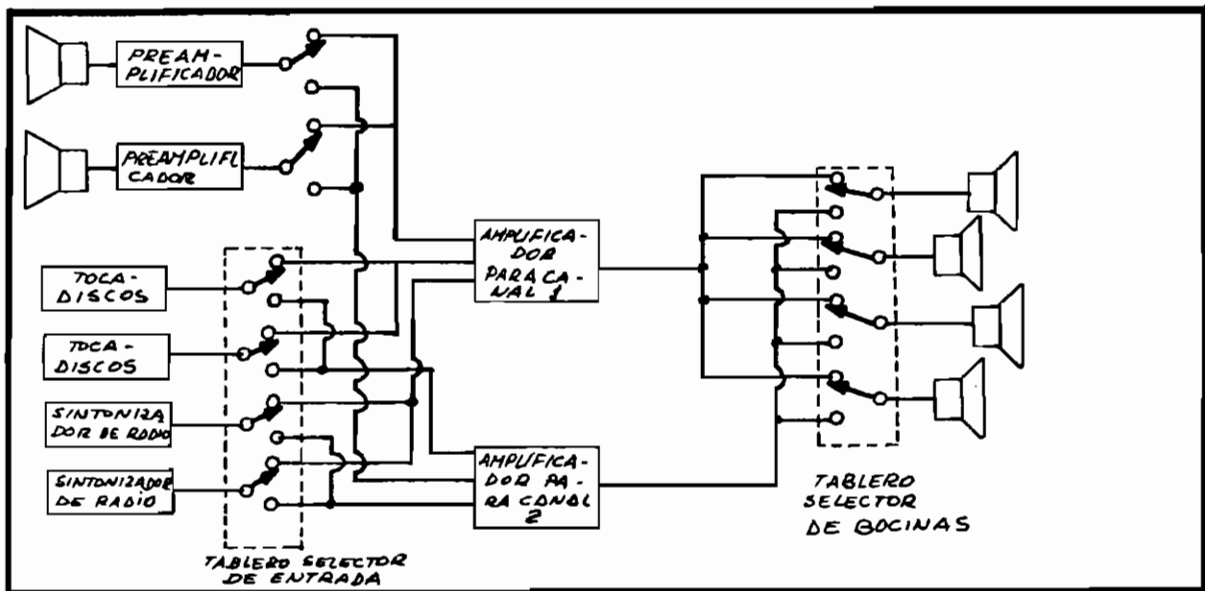 PREAM-
PLIFICADOR
PREAMPLIFI
CADOR
TOCA-
DISCOS
TOCA-
DISCOS
SINTONIZA
DOR DE RADIO
SINTONIZADOR
DE RADIO
TABLERO SELECTOR
DE ENTRADA
AMPLIFICA-
DOR
PARA CA-
NAL 1
AMPLIFICA-
DOR PA-
RA CANAL
2
TABLERO
SELECTOR
DE BOCINAS